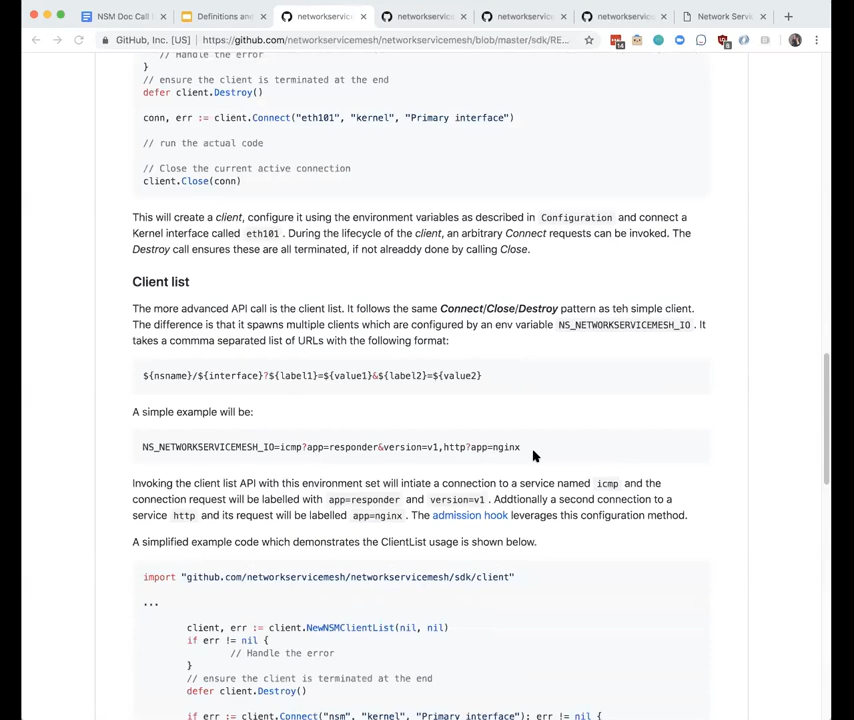 NSM Doc Call
Definitions and
networkservice
networkservice
networkservice
networkservice
Network Servi
GitHub, Inc. [US] | https://github.com/networkservicemesh/networkservicemesh/blob/master/sdk/RE...
// Handle the error
}
// ensure the client is terminated at the end
defer client.Destroy()
conn, err := client.Connect("eth101", "kernel", "Primary interface")
// run the actual code
// Close the current active connection
client.Close(conn)
This will create a client, configure it using the environment variables as described in Configuration and connect a
Kernel interface called eth101 . During the lifecycle of the client, an arbitrary Connect requests can be invoked. The
Destroy call ensures these are all terminated, if not alreaddy done by calling Close.
Client list
The more advanced API call is the client list. It follows the same Connect/Close/Destroy pattern as teh simple client.
The difference is that it spawns multiple clients which are configured by an env variable NS_NETWORKSERVICEMESH_IO . It
takes a commma separated list of URLs with the following format:
${nsname}/${interface}?${label1}=${value1}&${label2}=${value2}
A simple example will be:
NS_NETWORKSERVICEMESH_IO=icmp?app=responder&version=v1,http?app=nginx
Invoking the client list API with this environment set will intiate a connection to a service named icmp and the
connection request will be labelled with app=responder and version=v1 . Addtionally a second connection to a
service http and its request will be labelled app=nginx . The admission hook leverages this configuration method.
A simplified example code which demonstrates the ClientList usage is shown below.
import "github.com/networkservicemesh/networkservicemesh/sdk/client"
...
client, err := client.NewNSMClientList(nil, nil)
if err != nil {
// Handle the error
}
// ensure the client is terminated at the end
defer client.Destroy()
if err := client.Connect("nsm", "kernel", "Primary interface"); err != nil {